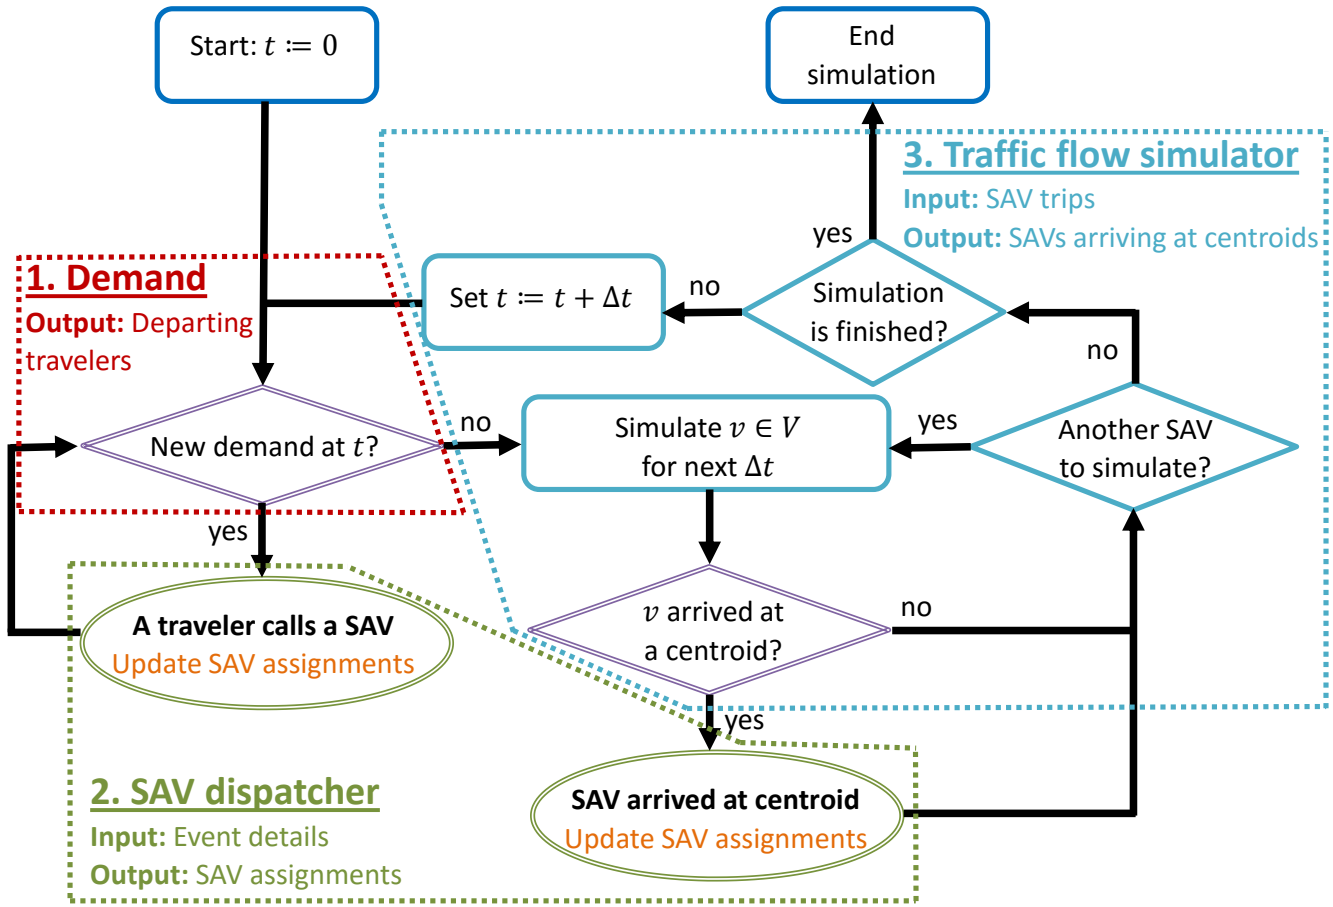 Start: t := 0
End
simulation
3. Traffic flow simulator
Input: SAV trips
Output: SAVs arriving at centroids
yes
1. Demand
Output: Departing
travelers
Set t := t + Δt
no
Simulation
is finished?
no
New demand at t?
no
Simulate v ∈ V
for next Δt
yes
Another SAV
to simulate?
yes
A traveler calls a SAV
Update SAV assignments
v arrived at
a centroid?
no
yes
2. SAV dispatcher
Input: Event details
Output: SAV assignments
SAV arrived at centroid
Update SAV assignments